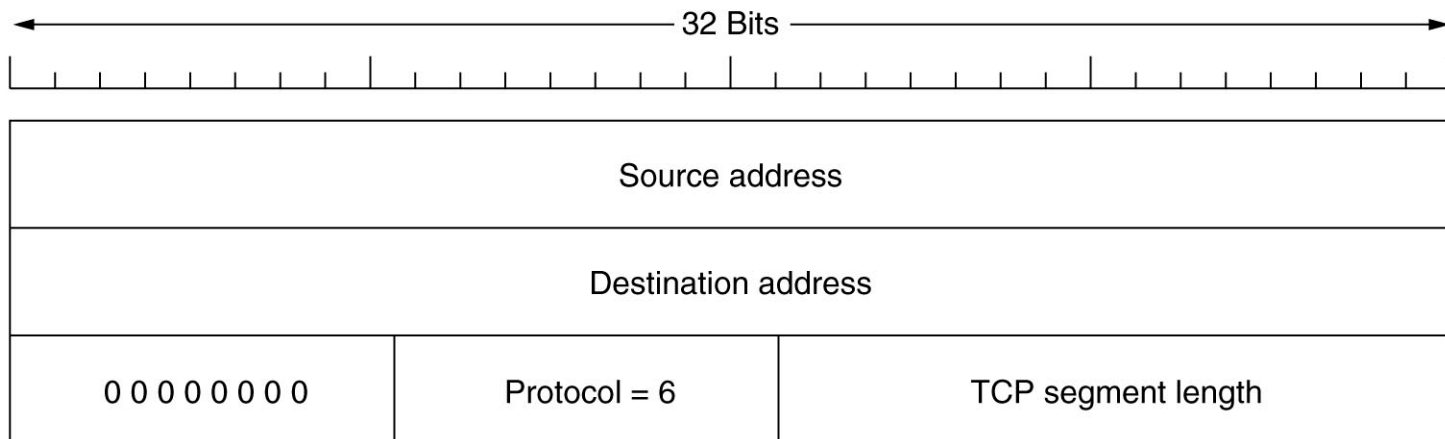 32 Bits
Source address
Destination address
0 0 0 0 0 0 0 0 Protocol = 6 TCP segment length